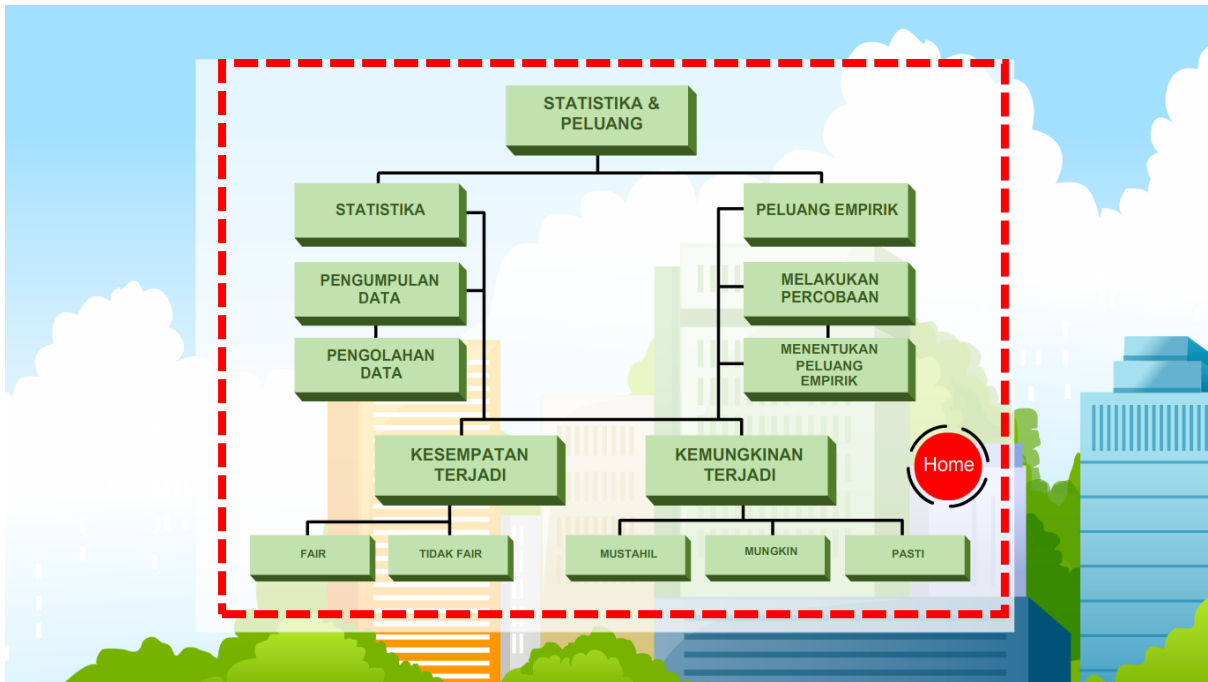 STATISTIKA &
PELUANG
STATISTIKA
PELUANG EMPIRIK
PENGUMPULAN
DATA
MELAKUKAN
PERCOBAAN
PENGOLAHAN
DATA
MENENTUKAN
PELUANG
EMPIRIK
KESEMPATAN
TERJADI
KEMUNGKINAN
TERJADI
Home
FAIR
TIDAK FAIR
MUSTAHIL
MUNGKIN
PASTI